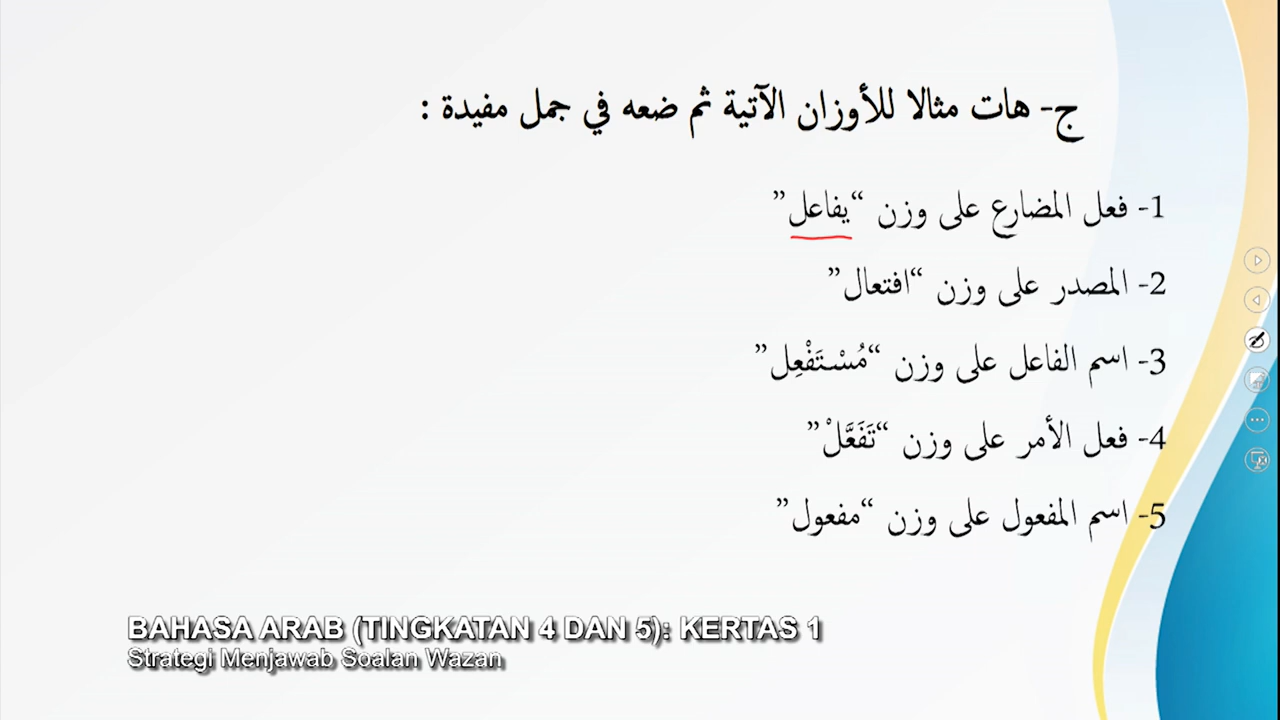 ج- هات مثالا للأوزان الآتية ثم ضعه في جمل مفيدة :
1- فعل المضارع على وزن “يفاعل”
2- المصدر على وزن “افتعال”
3- اسم الفاعل على وزن “مُسْتَفْعِل”
4- فعل الأمر على وزن “تَفَعَّلْ”
5- اسم المفعول على وزن “مفعول”
BAHASA ARAB (TINGKATAN 4 DAN 5): KERTAS 1
Strategi Menjawab Soalan Wazan